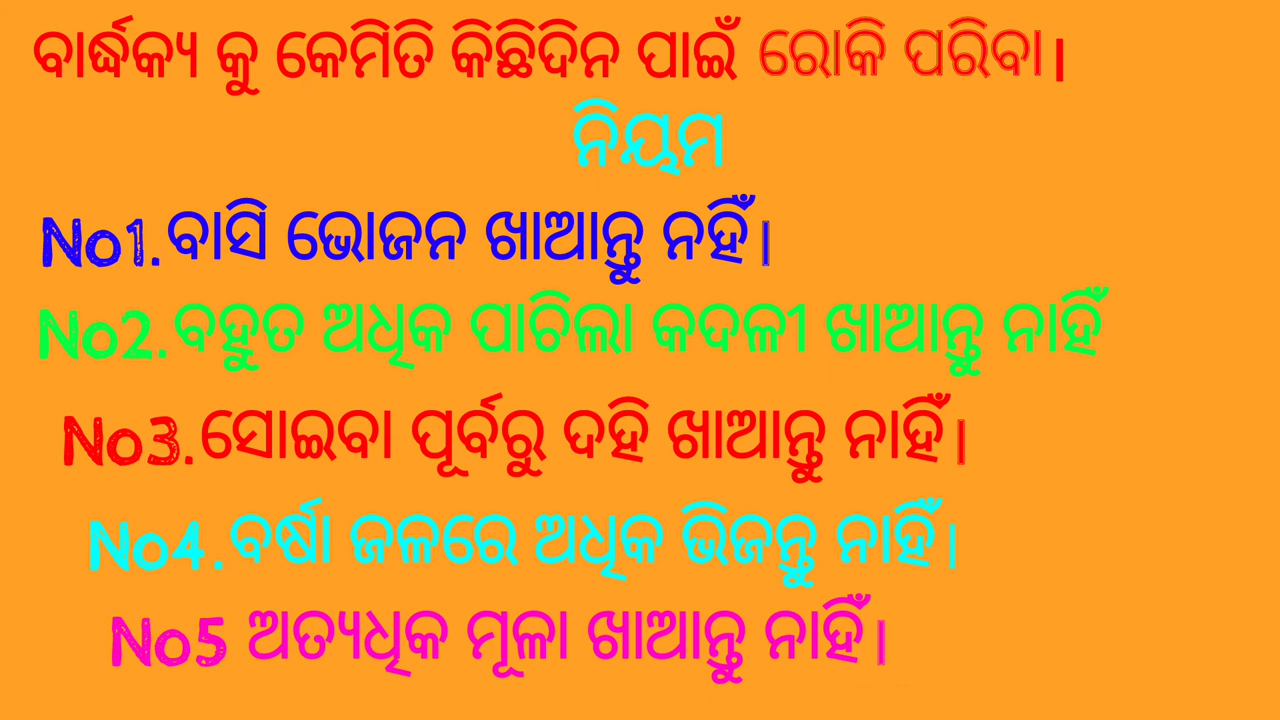 ବାର୍ଦ୍ଧକ୍ୟ କୁ କେମିତି କିଛିଦିନ ପାଇଁ ରୋକି ପରିବା।
ନିୟମ
No1.ବାସି ଭୋଜନ ଖାଆନ୍ତୁ ନହିଁ।
No2.ବହୁତ ଅଧିକ ପାଚିଲା କଦଳୀ ଖାଆନ୍ତୁ ନାହିଁ
No3.ସୋଇବା ପୂର୍ବରୁ ଦହି ଖାଆନ୍ତୁ ନାହିଁ।
No4.ବର୍ଷା ଜଳରେ ଅଧିକ ଭିଜନ୍ତୁ ନାହିଁ।
No5 ଅତ୍ୟଧିକ ମୂଳା ଖାଆନ୍ତୁ ନାହିଁ।